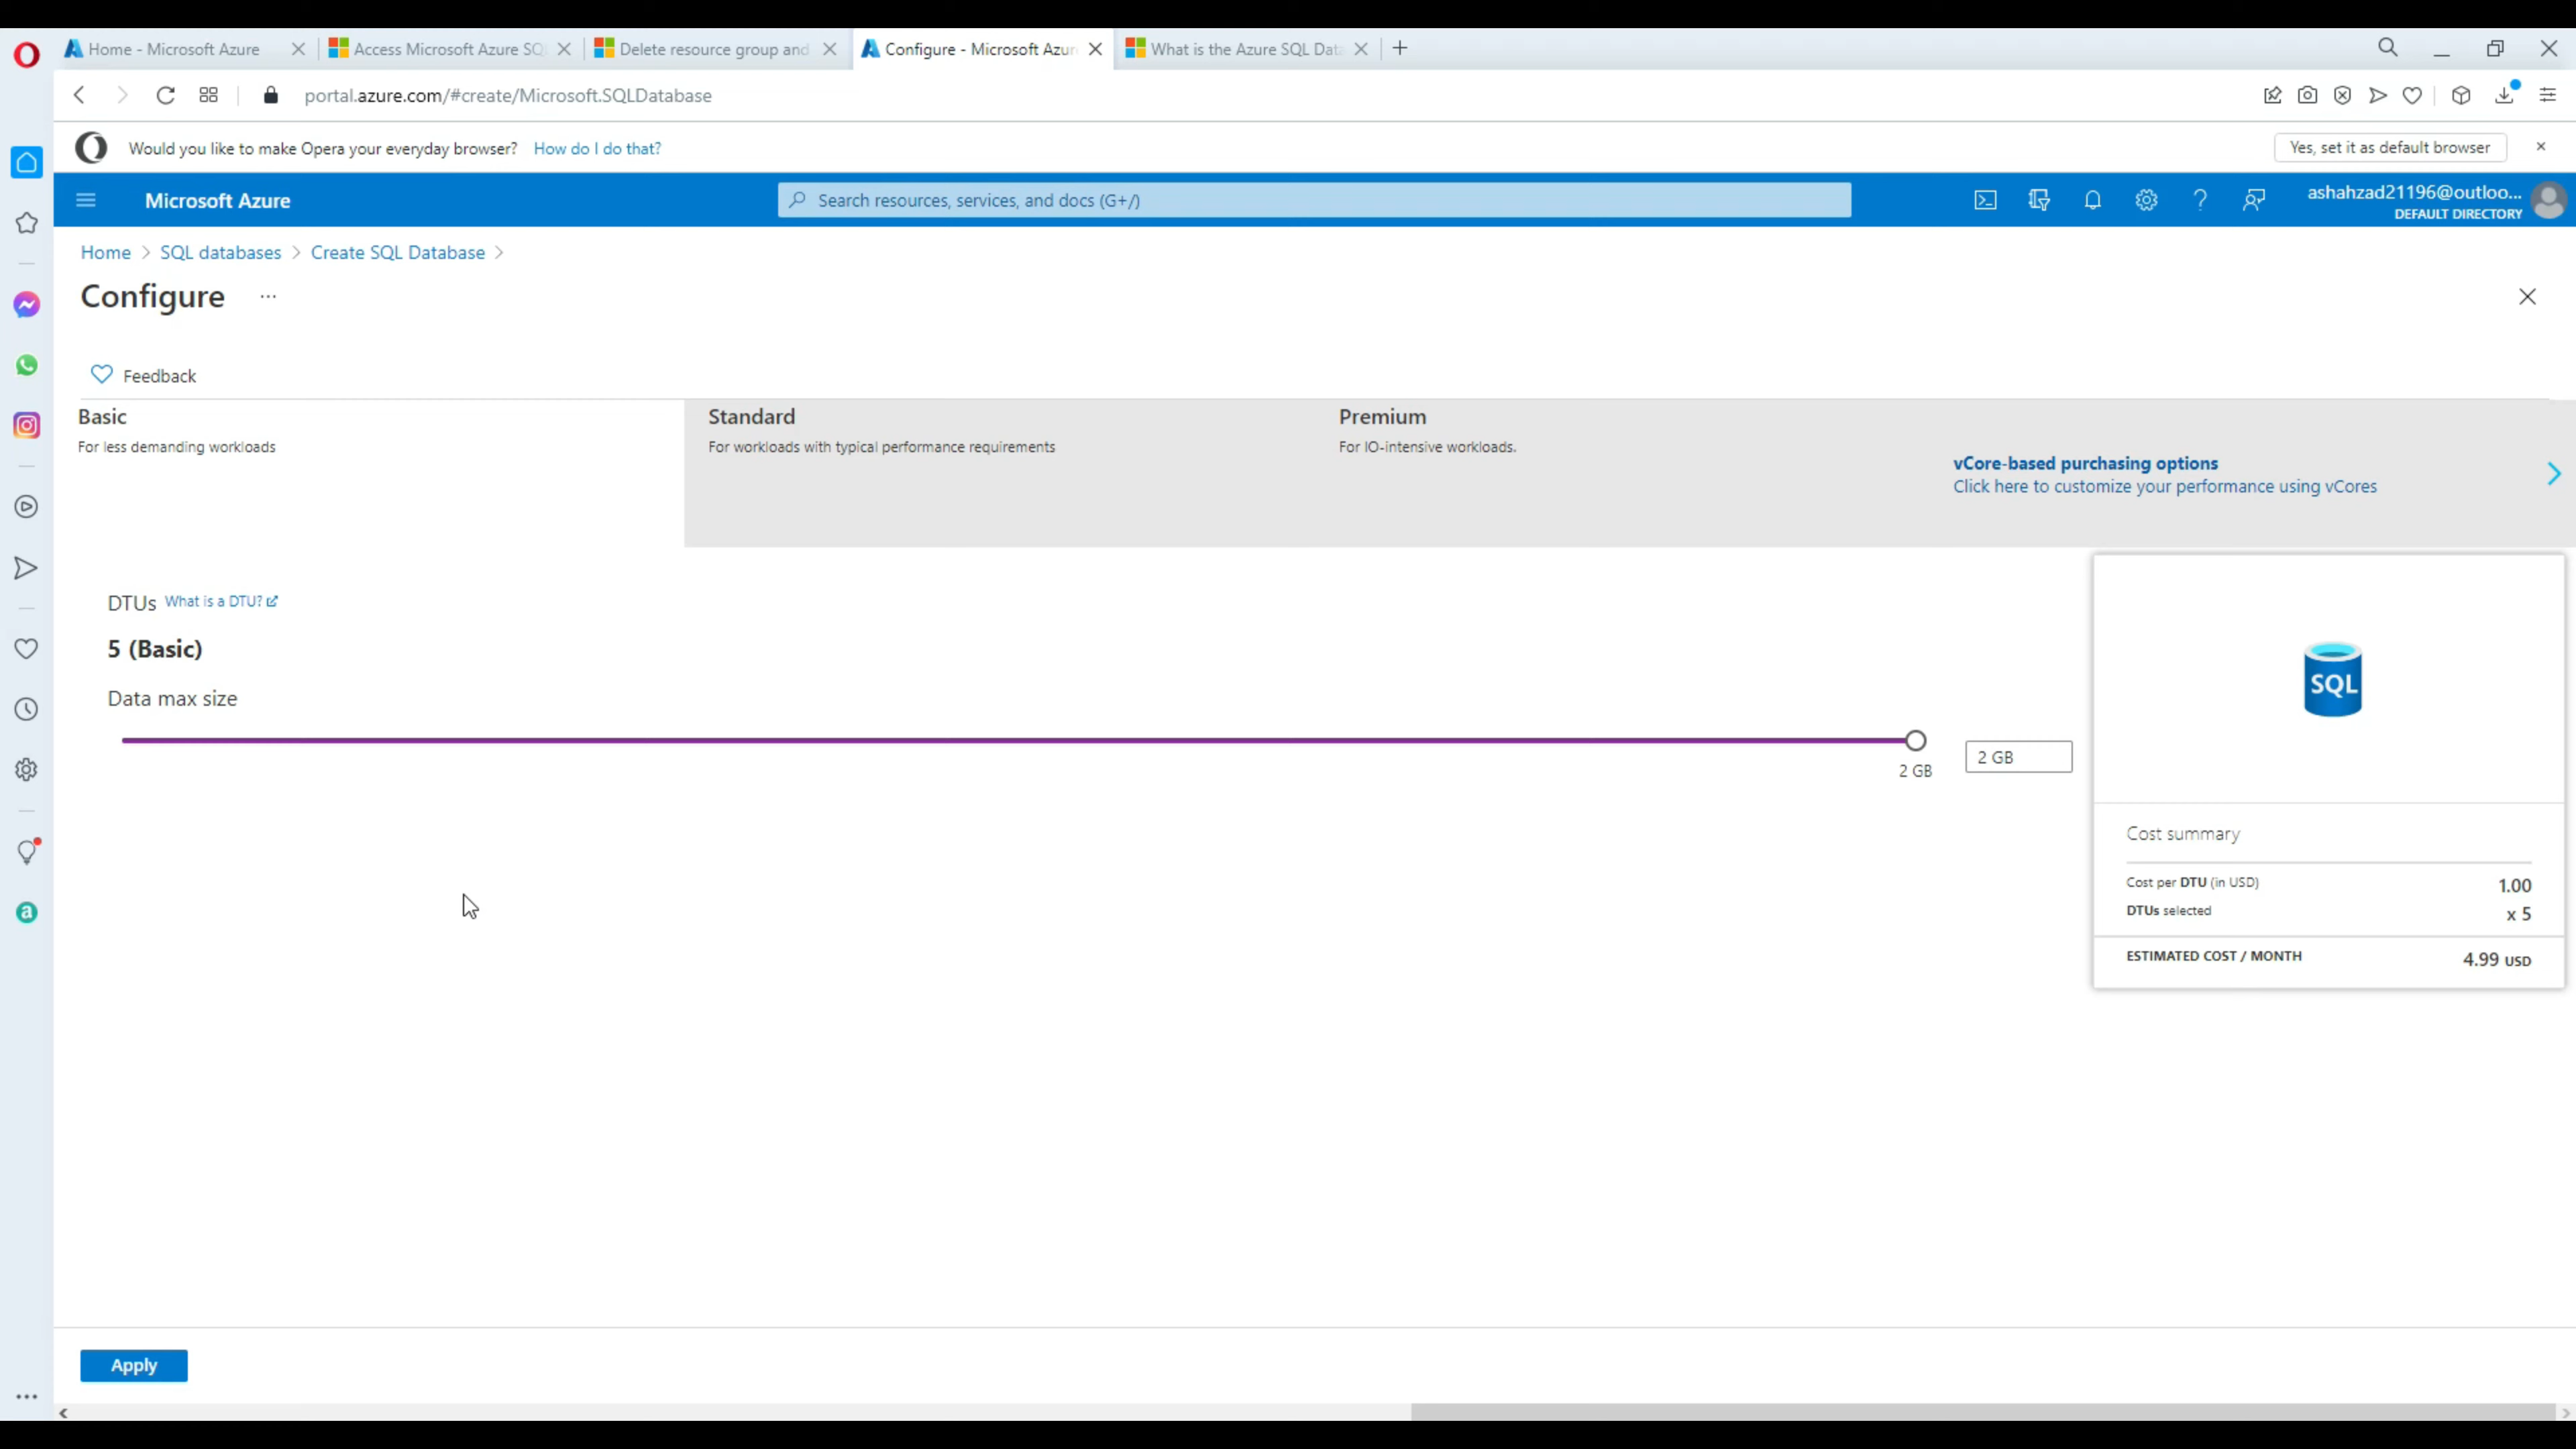 Home - Microsoft Azure
Access Microsoft Azure SQ
Delete resource group and
Configure - Microsoft Azur
What is the Azure SQL Dat
portal.azure.com/#create/Microsoft.SQLDatabase
Would you like to make Opera your everyday browser? How do I do that?
Yes, set it as default browser
Microsoft Azure
Search resources, services, and docs (G+/)
ashahzad21196@outloo...
DEFAULT DIRECTORY
Home > SQL databases > Create SQL Database >
Configure ...
Feedback
Basic
For less demanding workloads
Standard
For workloads with typical performance requirements
Premium
For IO-intensive workloads.
vCore-based purchasing options
Click here to customize your performance using vCores
DTUs What is a DTU?
5 (Basic)
Data max size
2 GB
2 GB
SQL
Cost summary
Cost per DTU (in USD) 1.00
DTUs selected x 5
ESTIMATED COST / MONTH 4.99 USD
Apply